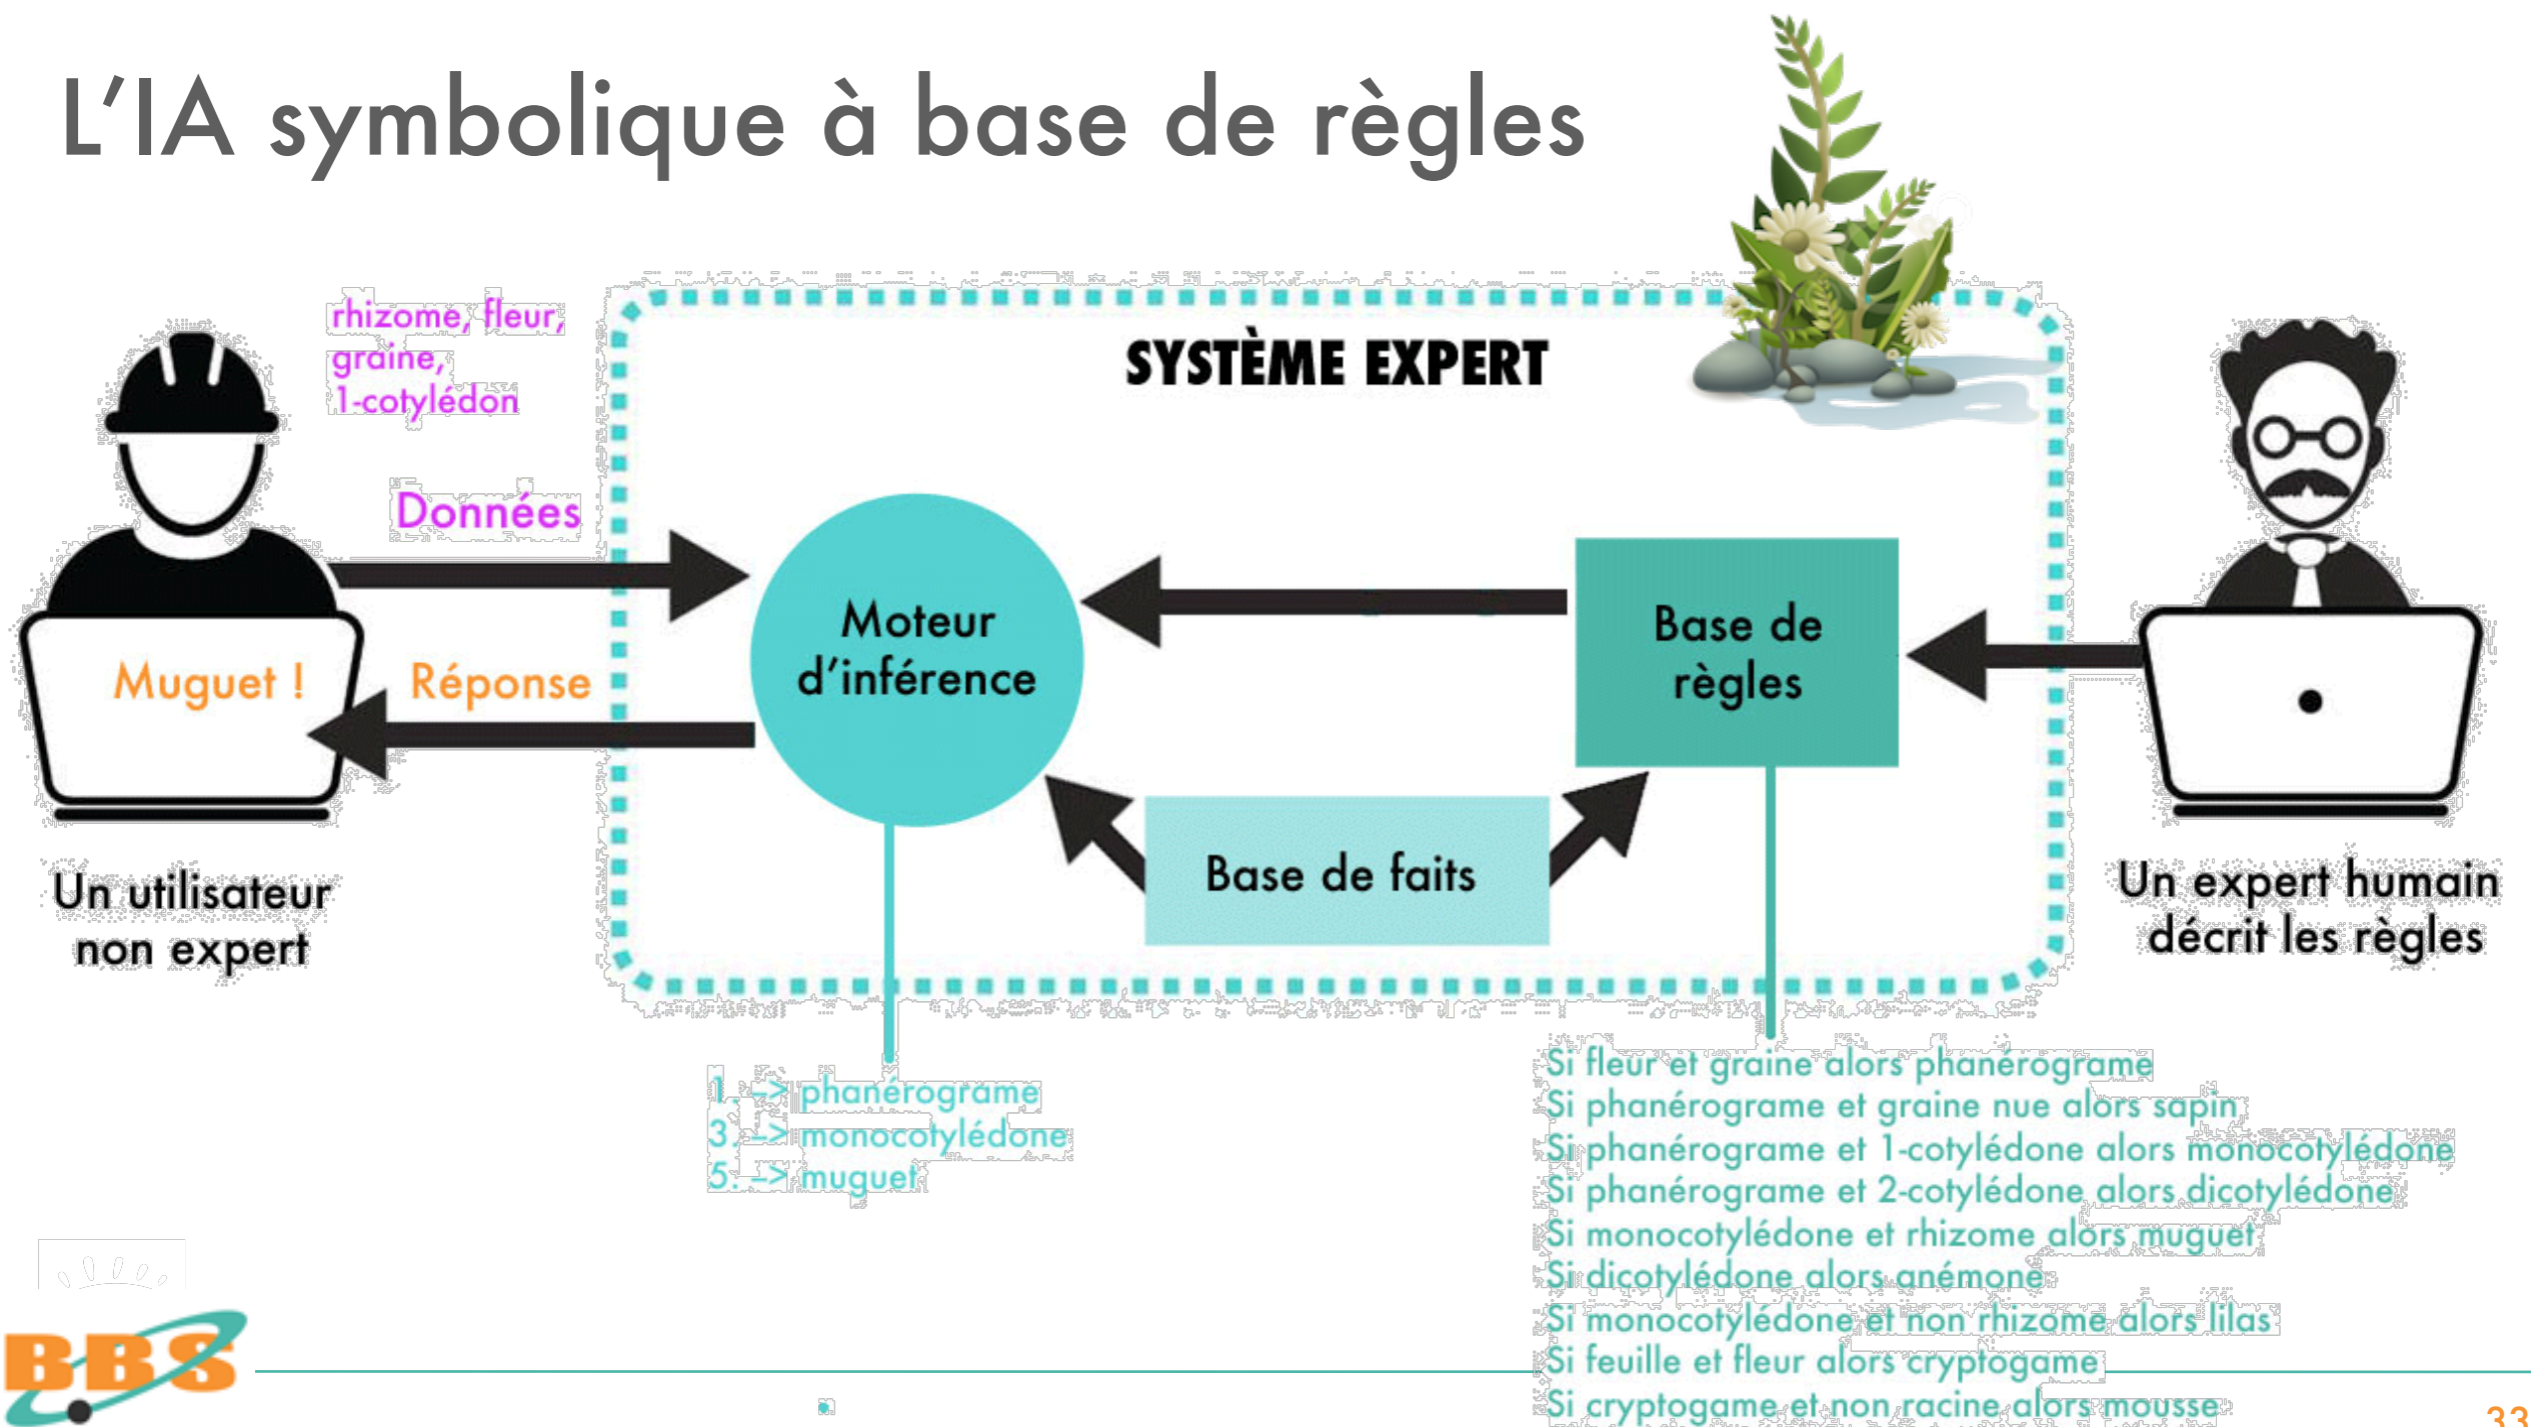 L'IA symbolique à base de règles
rhizome, fleur,
graine,
1-cotylédon
Données
SYSTÈME EXPERT
Moteur
d'inférence
Base de
règles
Muguet !
Réponse
Base de faits
Un utilisateur
non expert
Un expert humain
décrit les règles
1. –> phanérograme
3. –> monocotylédone
5. –> muguet
Si fleur et graine alors phanérograme
Si phanérograme et graine nue alors sapin
Si phanérograme et 1-cotylédone alors monocotylédone
Si phanérograme et 2-cotylédone alors dicotylédone
Si monocotylédone et rhizome alors muguet
Si dicotylédone alors anémone
Si monocotylédone et non rhizome alors lilas
Si feuille et fleur alors cryptogame
Si cryptogame et non racine alors mousse
BBS
33